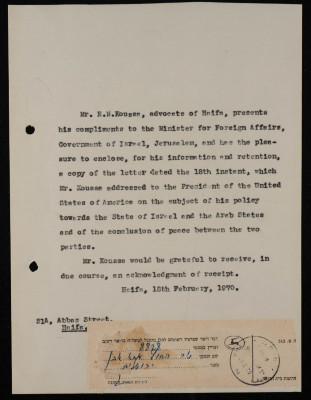 Mr. E.N.Kousse, advocate of Haifa, presents
his compliments to the Minister for Foreign Affairs,
Government of Israel, Jerusalem, and has the plea-
sure to enclose, for his information and retention,
a copy of the letter dated the 18th instant, which
Mr. Kousse addressed to the President of the United
States of America on the subject of his policy
towards the State of Israel and the Arab States
and of the conclusion of peace between the two
parties.
Mr. Kousse would be grateful to receive, in
due course, an acknowledgment of receipt.
Haifa, 18th February, 1970.
21A, Abbas Street,
Haifa.